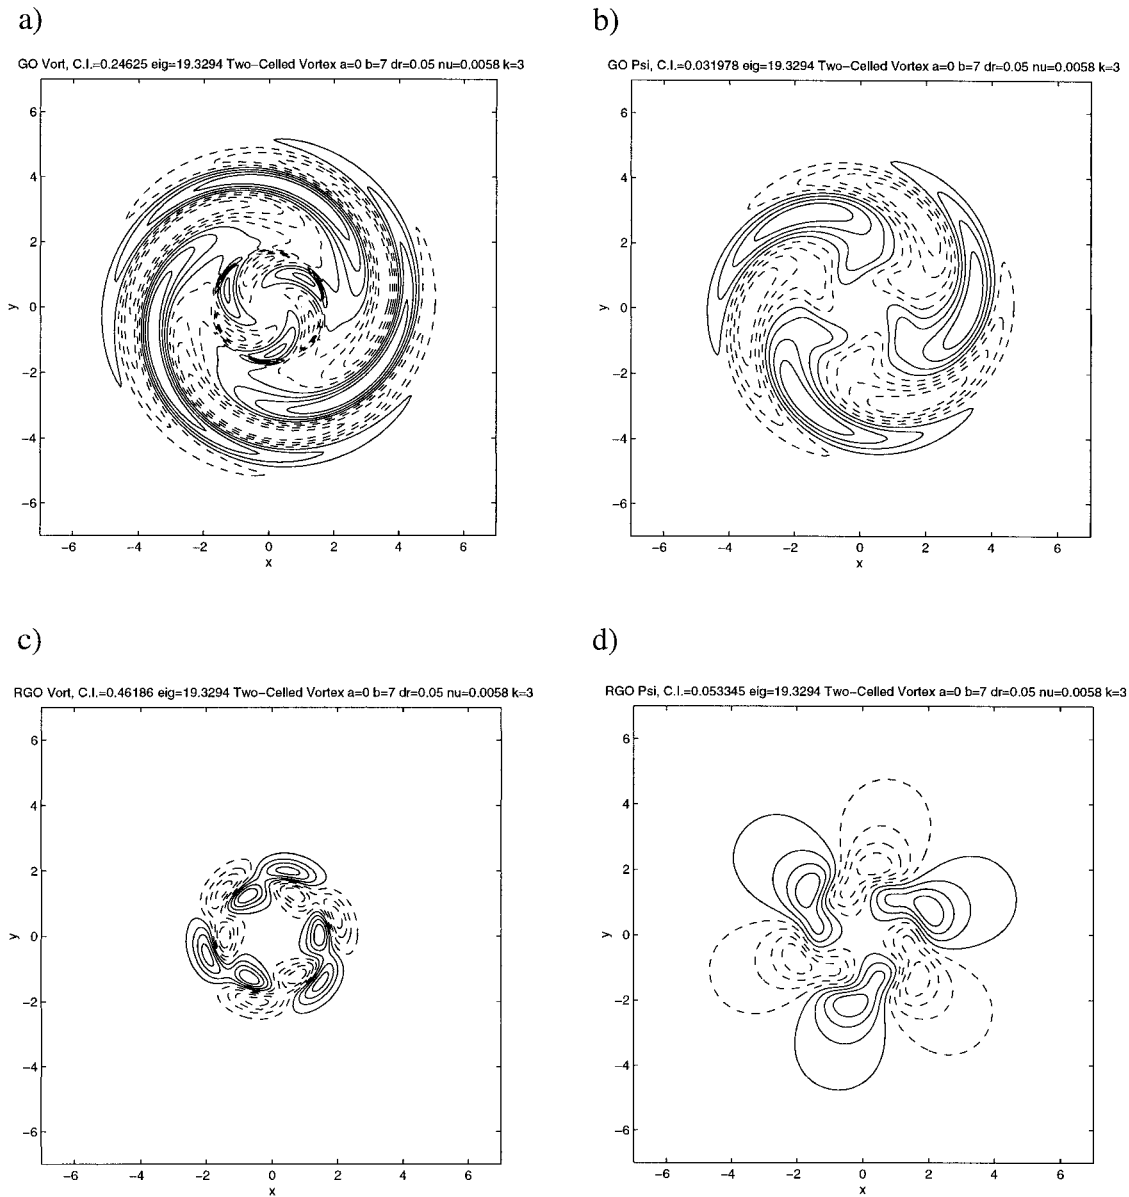 a)
b)
GO Vort, C.I.=0.24625 eig=19.3294 Two-Celled Vortex a=0 b=7 dr=0.05 nu=0.0058 k=3
GO Psi, C.I.=0.031978 eig=19.3294 Two-Celled Vortex a=0 b=7 dr=0.05 nu=0.0058 k=3
6
4
2
0
-2
-4
-6
y
-6 -4 -2 0 2 4 6
x
6
4
2
0
-2
-4
-6
y
-6 -4 -2 0 2 4 6
x
c)
d)
RGO Vort, C.I.=0.46186 eig=19.3294 Two-Celled Vortex a=0 b=7 dr=0.05 nu=0.0058 k=3
RGO Psi, C.I.=0.053345 eig=19.3294 Two-Celled Vortex a=0 b=7 dr=0.05 nu=0.0058 k=3
6
4
2
0
-2
-4
-6
y
-6 -4 -2 0 2 4 6
x
6
4
2
0
-2
-4
-6
y
-6 -4 -2 0 2 4 6
x